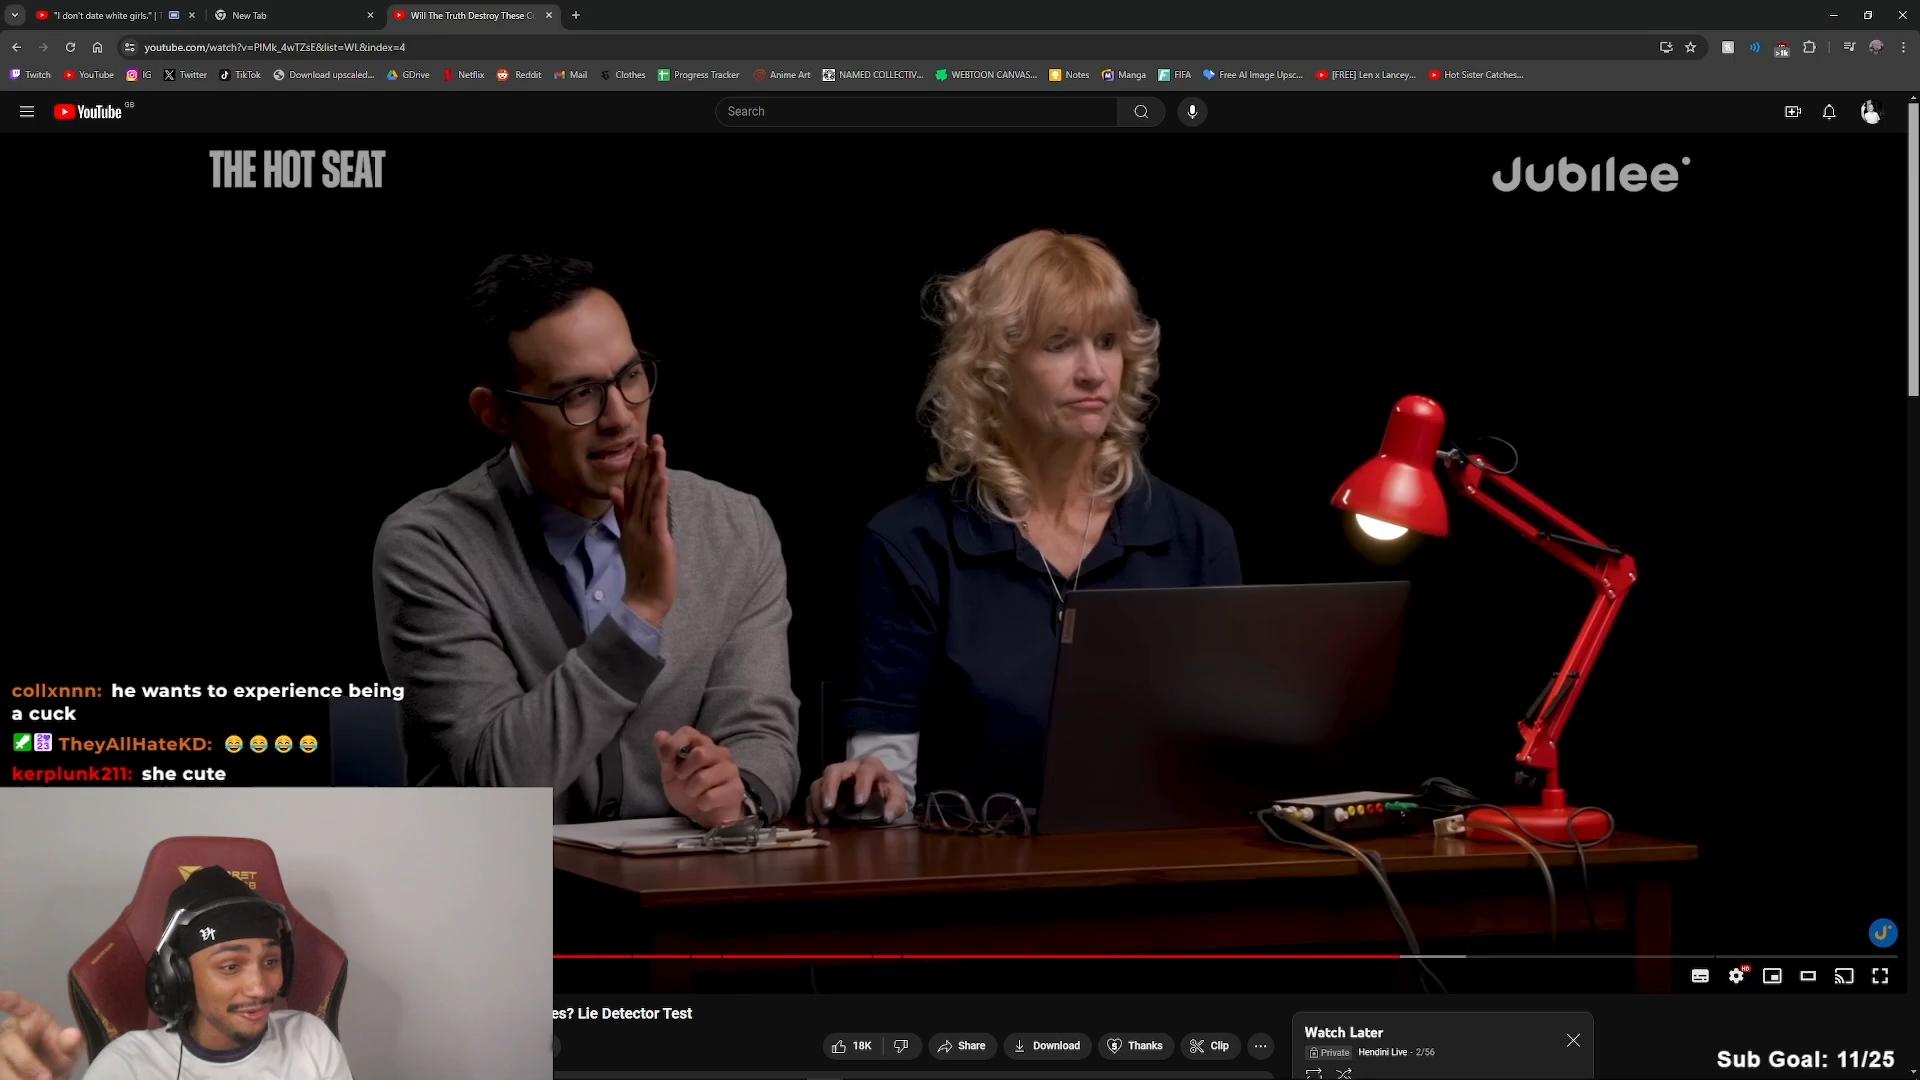 "I don't date white girls." | T
New Tab
Will The Truth Destroy These Co
youtube.com/watch?v=PlMk_4wTZsE&list=WL&index=4
Twitch
YouTube
IG
Twitter
TikTok
Download upscaled...
GDrive
Netflix
Reddit
Mail
Clothes
Progress Tracker
Anime Art
NAMED COLLECTIV...
WEBTOON CANVAS...
Notes
Manga
FIFA
Free AI Image Upsc...
[FREE] Len x Lancey...
Hot Sister Catches...
YouTube GB
Search
THE HOT SEAT
Jubilee
collxnnn: he wants to experience being
a cuck
TheyAllHateKD: 😂 😂 😂 😂
kerplunk211: she cute
es? Lie Detector Test
18K
Share
Download
Thanks
Clip
Watch Later
Private
Hendini Live - 2/56
Sub Goal: 11/25